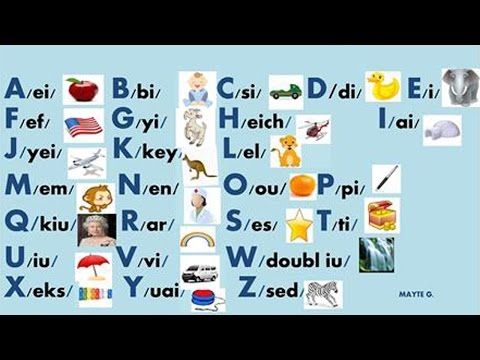 A/ei/ B/bi/ C/si/ D/di/ E/i/
F/ef/ G/yi/ H/eich/ I/ai/
J/yei/ K/key/ L/el/
M/em/ N/en/ O/ou/ P/pi/
Q/kiu/ R/ar/ S/es/ T/ti/
U/iu/ V/vi/ W/doubl iu/
X/eks/ Y/uai/ Z/sed/ MAYTE G.